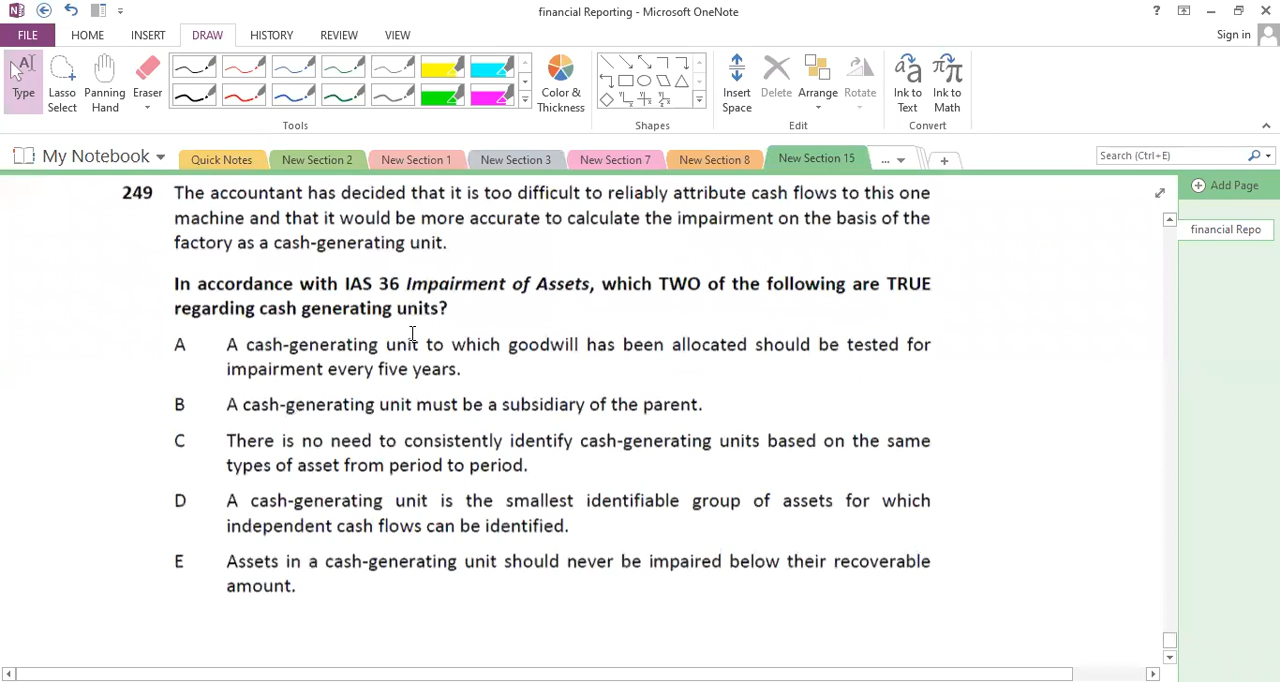 financial Reporting - Microsoft OneNote
?
Sign in
FILE HOME INSERT DRAW HISTORY REVIEW VIEW
Type
Lasso Select
Panning Hand
Eraser
Color & Thickness
Insert Space
Delete
Arrange
Rotate
Ink to Text
Ink to Math
Tools Shapes Edit Convert
My Notebook Quick Notes New Section 2 New Section 1 New Section 3 New Section 7 New Section 8 New Section 15 ... + Search (Ctrl+E)
Add Page
financial Repo
249 The accountant has decided that it is too difficult to reliably attribute cash flows to this one
machine and that it would be more accurate to calculate the impairment on the basis of the
factory as a cash-generating unit.
In accordance with IAS 36 Impairment of Assets, which TWO of the following are TRUE
regarding cash generating units?
A A cash-generating unit to which goodwill has been allocated should be tested for
impairment every five years.
B A cash-generating unit must be a subsidiary of the parent.
C There is no need to consistently identify cash-generating units based on the same
types of asset from period to period.
D A cash-generating unit is the smallest identifiable group of assets for which
independent cash flows can be identified.
E Assets in a cash-generating unit should never be impaired below their recoverable
amount.